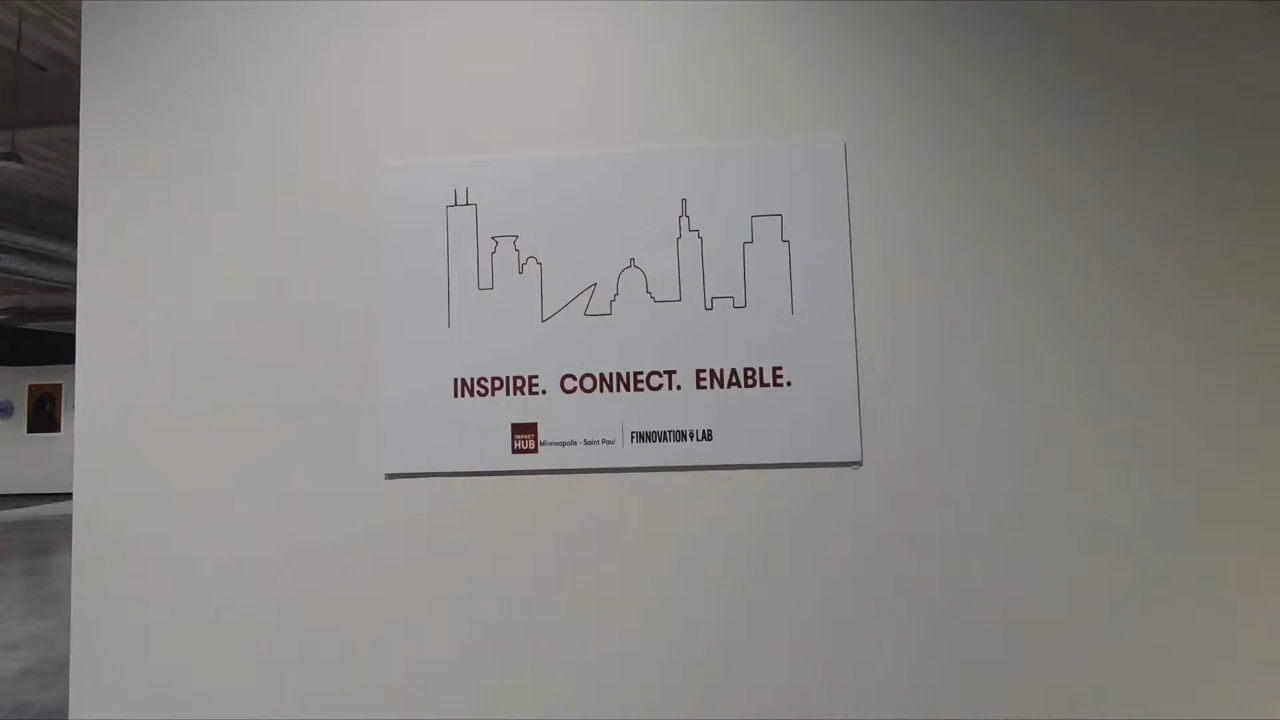 INSPIRE. CONNECT. ENABLE.
IMPACT
HUB
Minneapolis - Saint Paul
FINNOVATION LAB